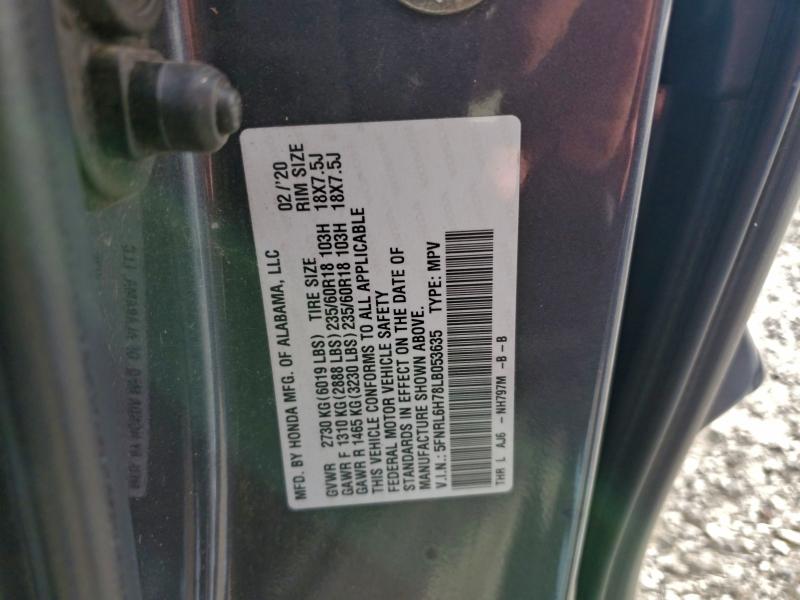 MFD. BY HONDA MFG. OF ALABAMA, LLC 02/'20
GVWR 2730 KG(6019 LBS) TIRE SIZE RIM SIZE
GAWR F 1310 KG(2888 LBS)235/60R18 103H 18X7.5J
GAWR R 1465 KG(3230 LBS)235/60R18 103H 18X7.5J
THIS VEHICLE CONFORMS TO ALL APPLICABLE
FEDERAL MOTOR VEHICLE SAFETY
STANDARDS IN EFFECT ON THE DATE OF
MANUFACTURE SHOWN ABOVE.
V.I.N.: 5FNRL6H78LB053635 TYPE: MPV
THR L AJ6 - NH797M -B-B